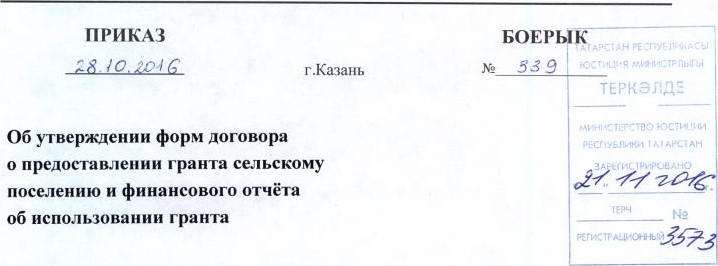 ПРИКАЗ
БОЕРЫК
28.10.2016
г.Казань
№ 339
Об утверждении форм договора
о предоставлении гранта сельскому
поселению и финансового отчёта
об использовании гранта
ТАТАРСТАН РЕСПУБЛИКАСЫ
ЮСТИЦИЯ МИНИСТРЛЫГЫ
ТЕРКӘЛДЕ
МИНИСТЕРСТВО ЮСТИЦИИ
РЕСПУБЛИКИ ТАТАРСТАН
ЗАРЕГИСТРИРОВАНО
"21" 11 2016 г.
ТЕРЧ
№
РЕГИСТРАЦИОННЫЙ 3573